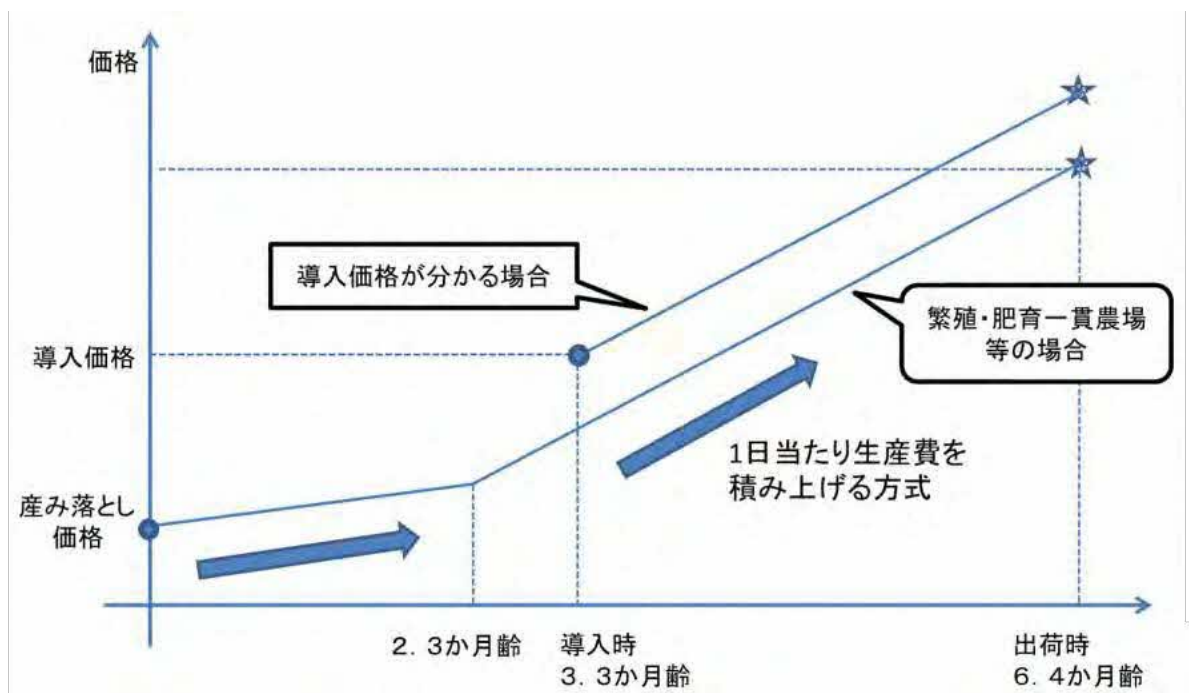 価格
導入価格が分かる場合
繁殖・肥育一貫農場
等の場合
導入価格
1日当たり生産費を
積み上げる方式
産み落とし
価格
2．3か月齢
導入時
3．3か月齢
出荷時
6．4か月齢